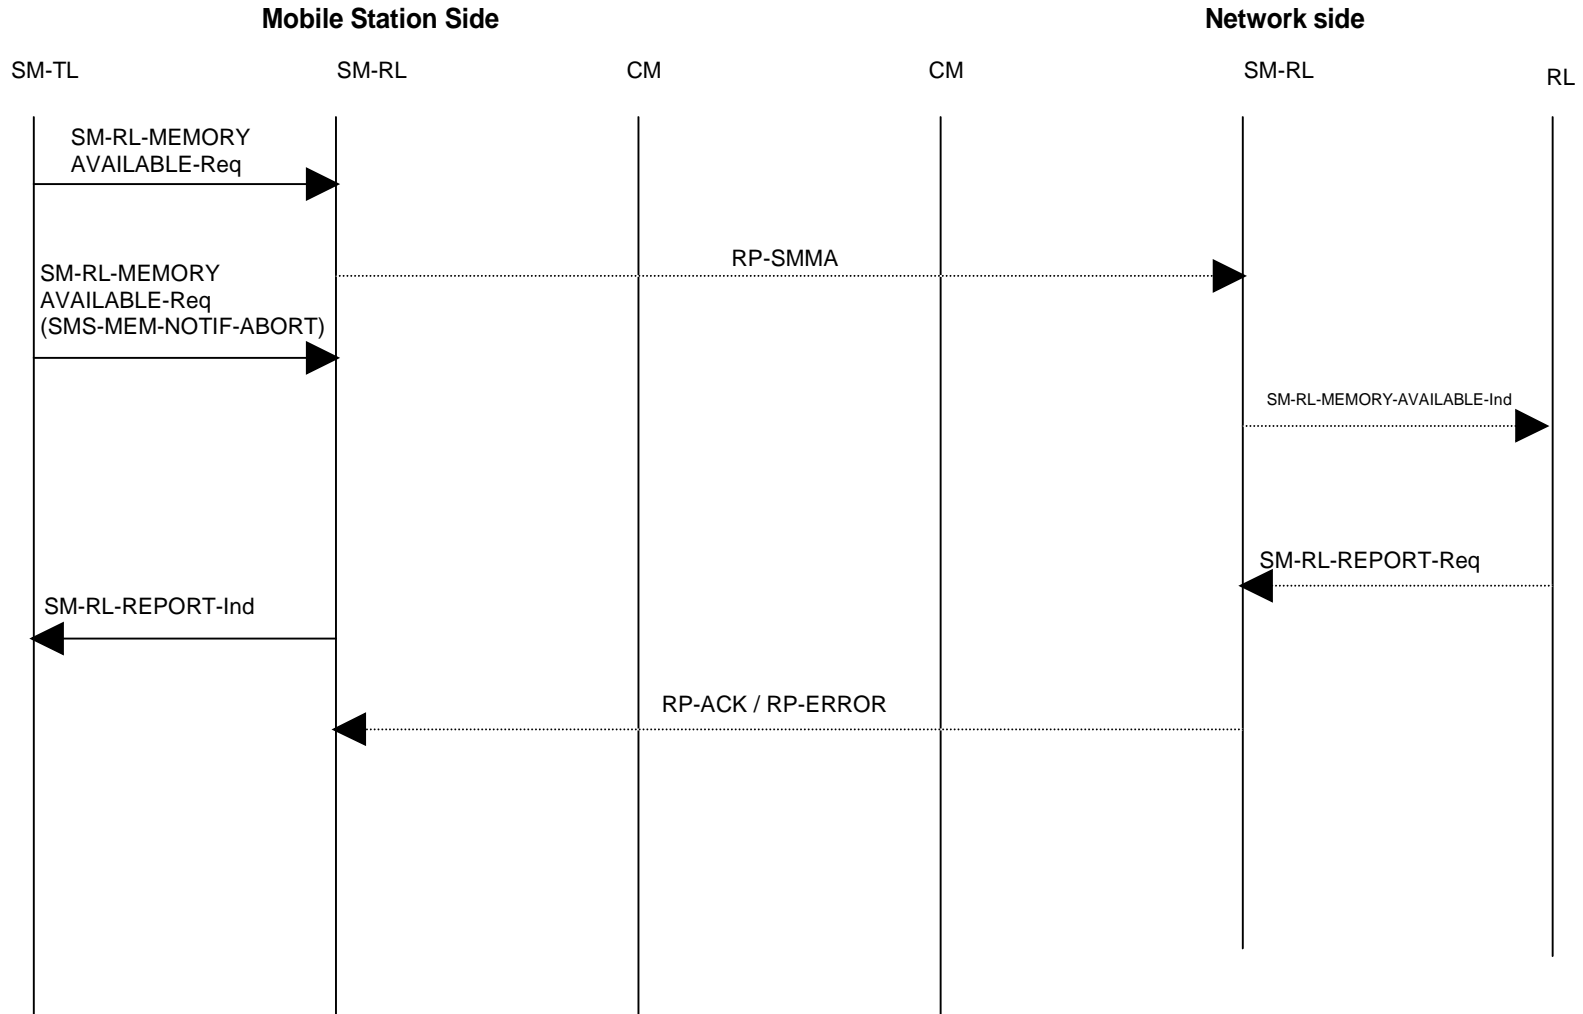 Mobile Station Side
Network side
SM-TL
SM-RL
CM
CM
SM-RL
RL
SM-RL-MEMORY
AVAILABLE-Req
RP-SMMA
SM-RL-MEMORY
AVAILABLE-Req
(SMS-MEM-NOTIF-ABORT)
SM-RL-MEMORY-AVAILABLE-Ind
SM-RL-REPORT-Req
SM-RL-REPORT-Ind
RP-ACK / RP-ERROR